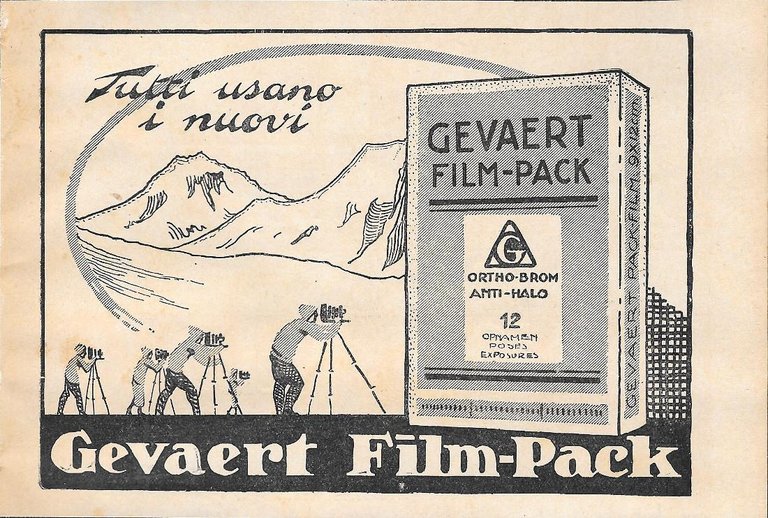 Tutti usano
i nuovi
GEVAERT
FILM-PACK
G
ORTHO-BROM
ANTI-HALO
12
OPNAMEN
POSES
EXPOSURES
GEVAERT PACKFILM 9X12cm
Gevaert Film-Pack